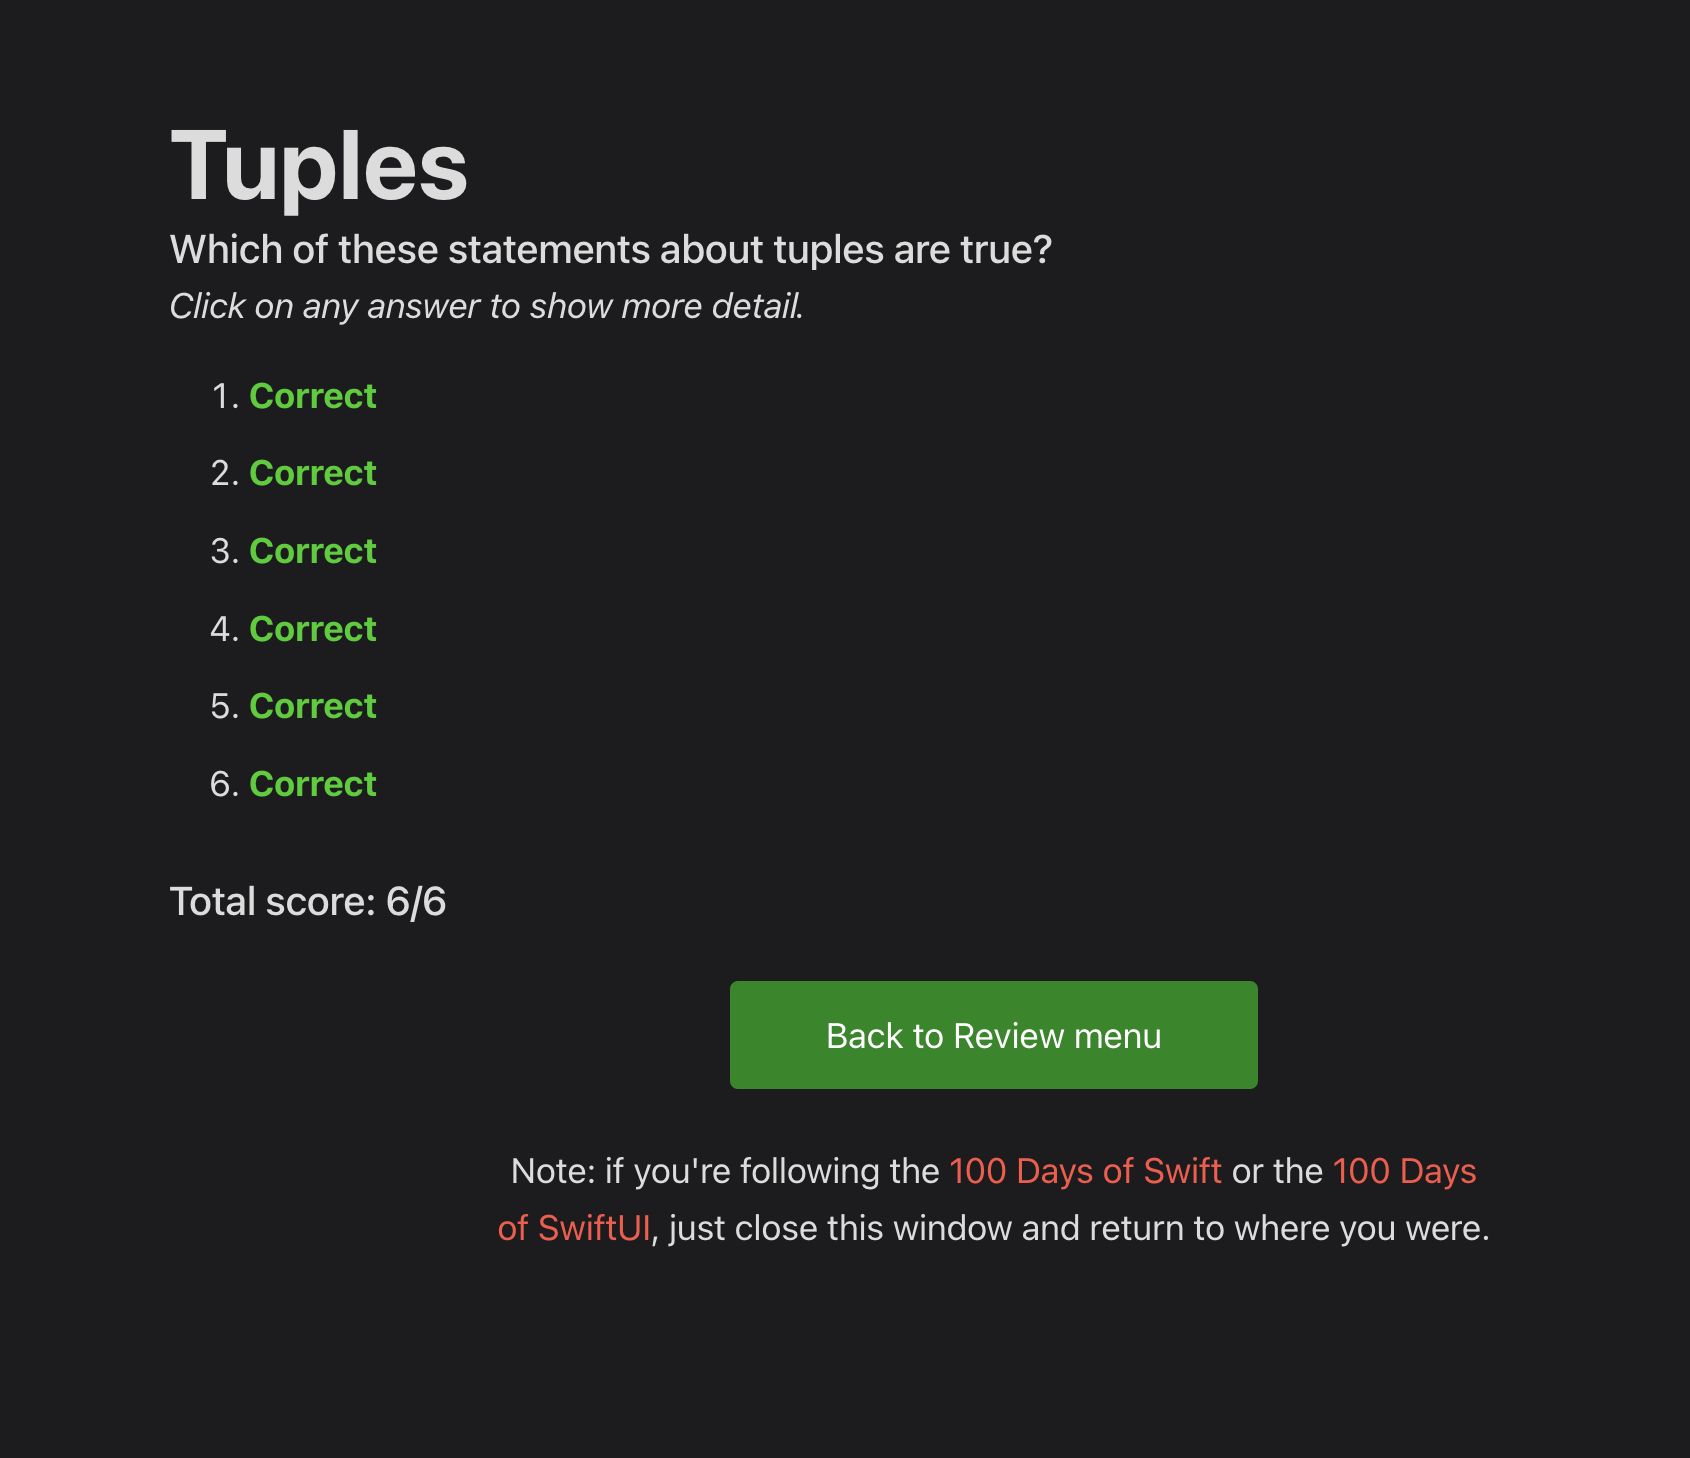 Tuples
Which of these statements about tuples are true?
Click on any answer to show more detail.
1. Correct
2. Correct
3. Correct
4. Correct
5. Correct
6. Correct
Total score: 6/6
Back to Review menu
Note: if you're following the 100 Days of Swift or the 100 Days
of SwiftUI, just close this window and return to where you were.